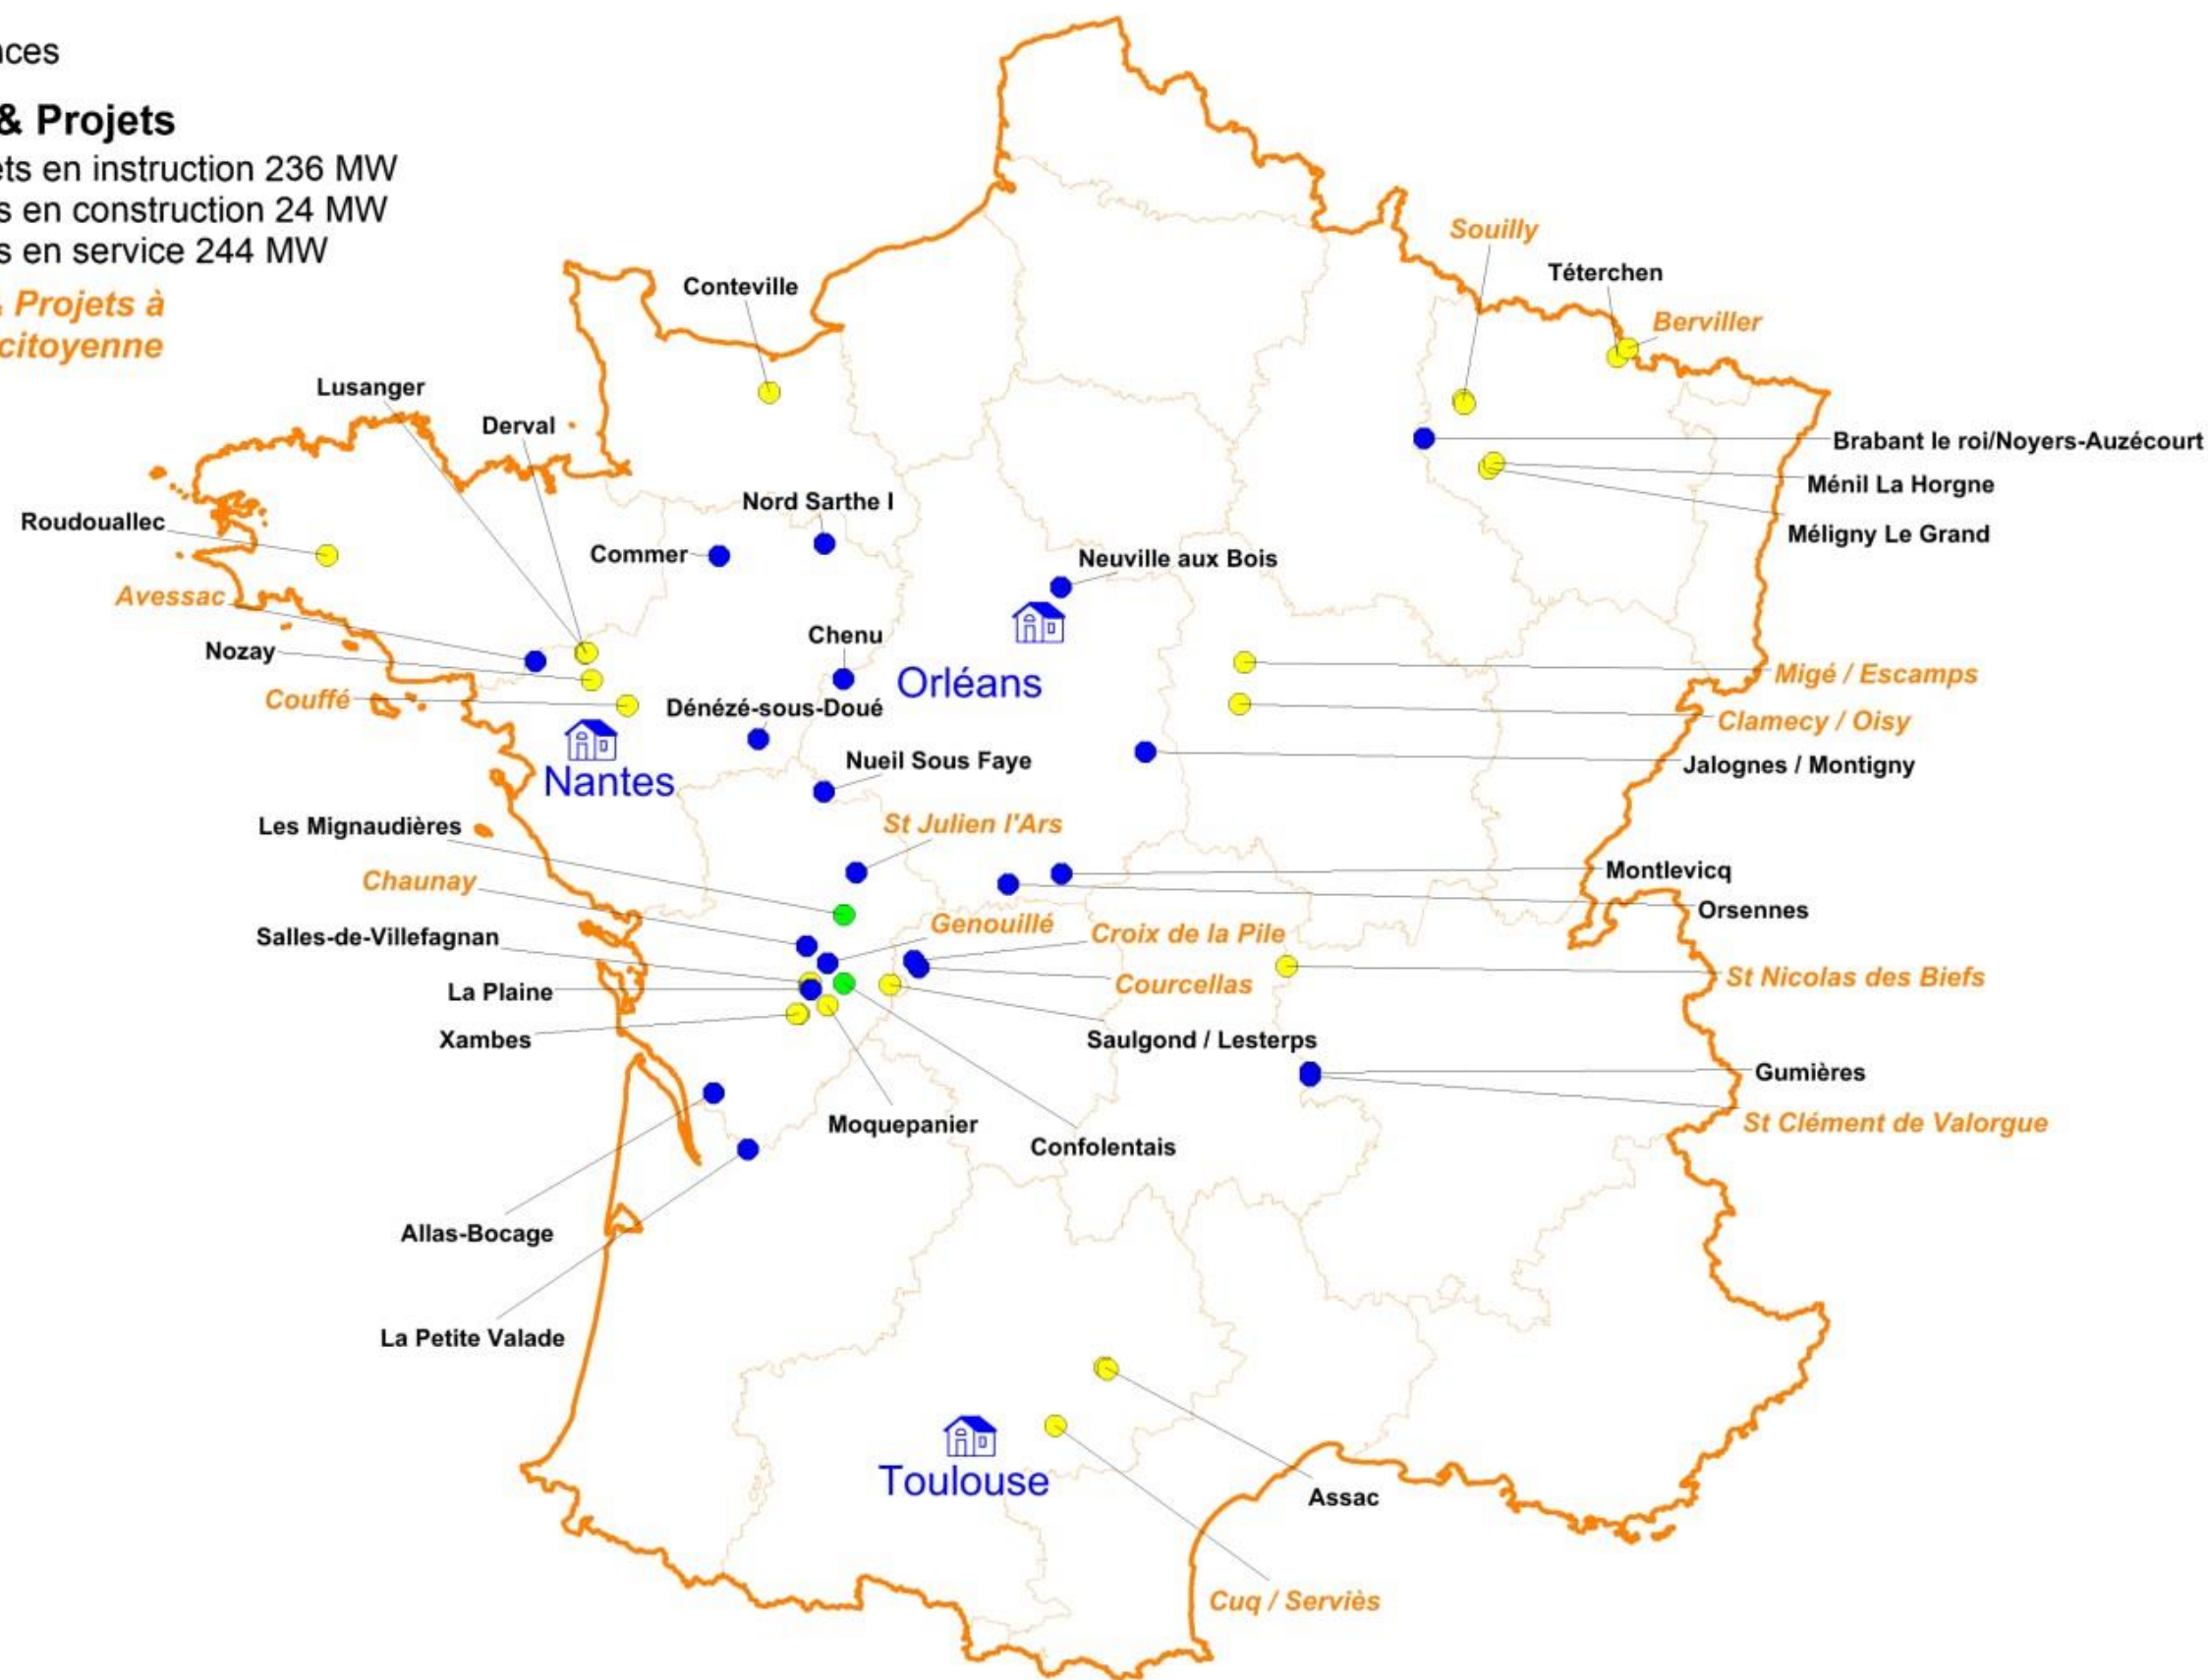 nces
& Projets
ets en instruction 236 MW
s en construction 24 MW
s en service 244 MW
& Projets à
citoyenne
Souilly
Téterchen
Berviller
Conteville
Lusanger
Derval
Brabant le roi/Noyers-Auzécourt
Ménil La Horgne
Méligny Le Grand
Nord Sarthe I
Roudouallec
Commer
Neuville aux Bois
Avessac
Chenu
Nozay
Migé / Escamps
Orléans
Couffé
Dénézé-sous-Doué
Clamecy / Oisy
Nueil Sous Faye
Jalognes / Montigny
Nantes
Les Mignaudières
St Julien l'Ars
Montlevicq
Chaunay
Orsennes
Genouillé
Croix de la Pile
Salles-de-Villefagnan
St Nicolas des Biefs
Courcellas
La Plaine
Xambes
Saulgond / Lesterps
Gumières
Moquepanier
St Clément de Valorgue
Confolentais
Allas-Bocage
La Petite Valade
Toulouse
Assac
Cuq / Serviès